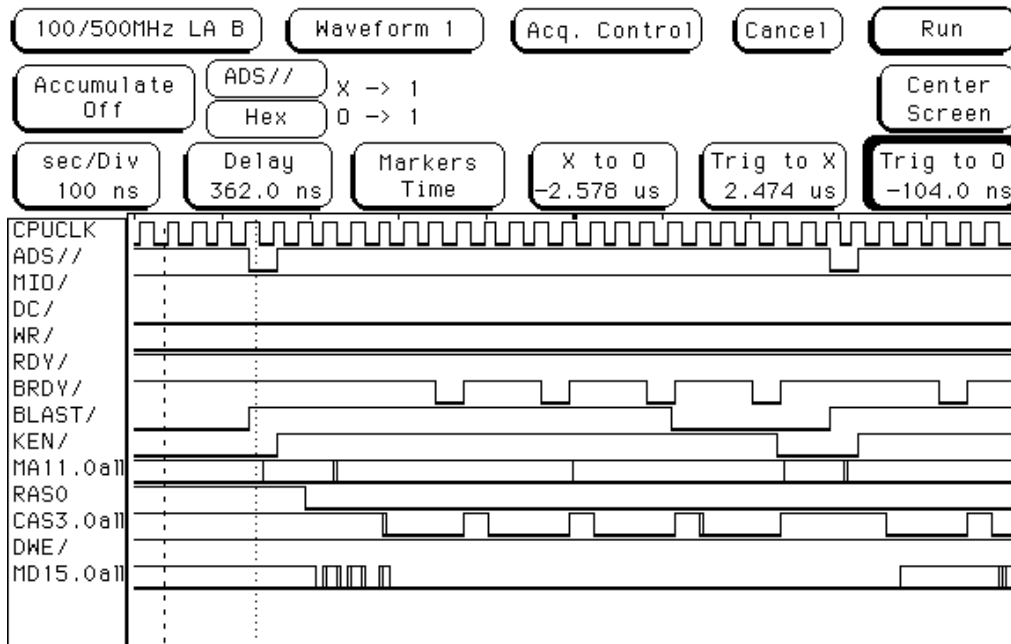 100/500MHz LA B Waveform 1 Acq. Control Cancel Run
Accumulate Off ADS// X -> 1 Center Screen
Hex O -> 1
sec/Div Delay Markers X to O Trig to X Trig to O
100 ns 362.0 ns Time -2.578 us 2.474 us -104.0 ns
CPUCLK
ADS//
MIO/
DC/
WR/
RDY/
BRDY/
BLAST/
KEN/
MA11.0all
RAS0
CAS3.0all
DWE/
MD15.0all